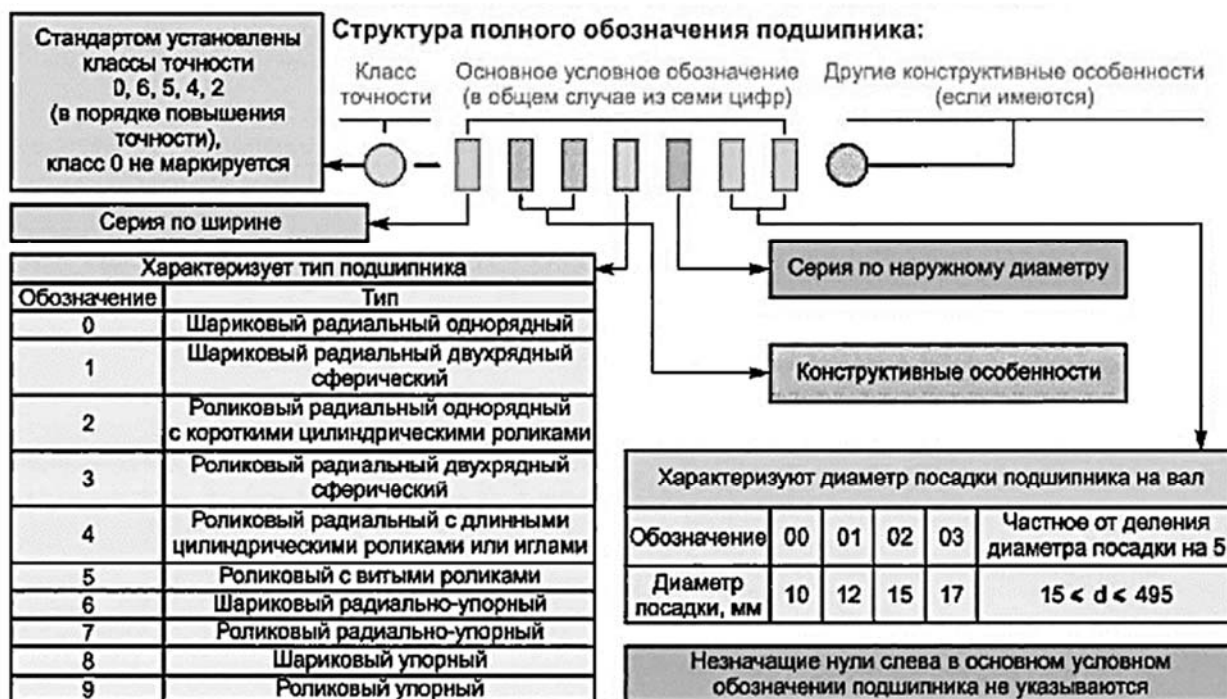 Стандартом установлены
классы точности
0, 6, 5, 4, 2
(в порядке повышения
точности),
класс 0 не маркируется
Структура полного обозначения подшипника:
Класс
точности
Основное условное обозначение
(в общем случае из семи цифр)
Другие конструктивные особенности
(если имеются)
Серия по ширине
Характеризует тип подшипника
Обозначение Тип
0 Шариковый радиальный однорядный
1 Шариковый радиальный двухрядный
сферический
2 Роликовый радиальный однорядный
с короткими цилиндрическими роликами
3 Роликовый радиальный двухрядный
сферический
4 Роликовый радиальный с длинными
цилиндрическими роликами или иглами
5 Роликовый с витыми роликами
6 Шариковый радиально-упорный
7 Роликовый радиально-упорный
8 Шариковый упорный
9 Роликовый упорный
Серия по наружному диаметру
Конструктивные особенности
Характеризуют диаметр посадки подшипника на вал
Обозначение 00 01 02 03 Частное от деления
диаметра посадки на 5
Диаметр
посадки, мм 10 12 15 17 15 < d < 495
Незначащие нули слева в основном условном
обозначении подшипника не указываются